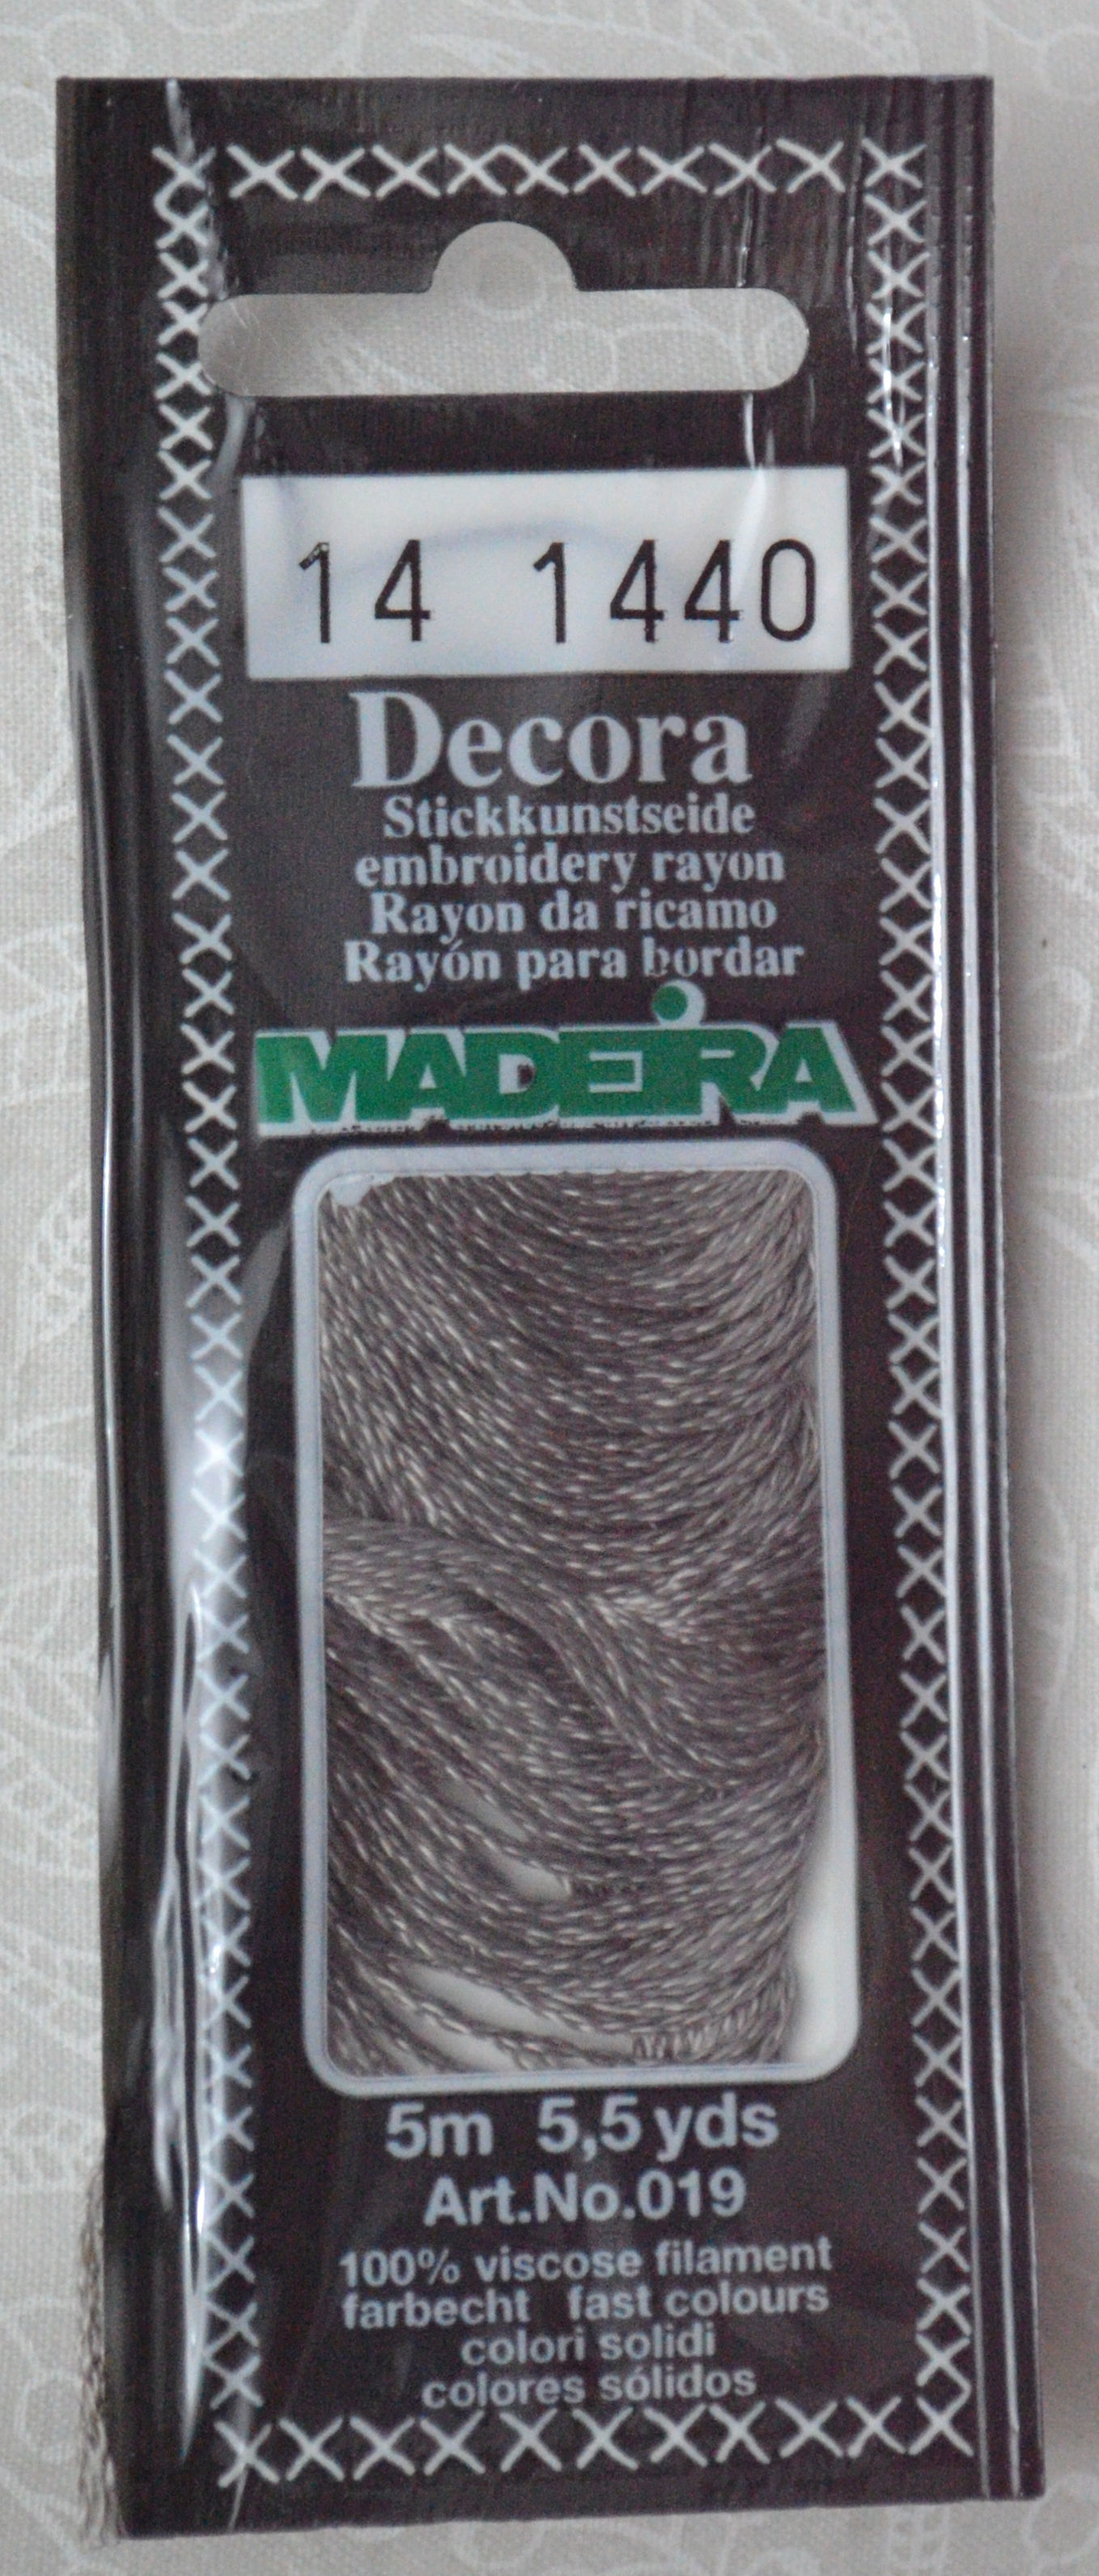 14 1440
Decora
Stickkunstseide
embroidery rayon
Rayon da ricamo
Rayón para bordar
MADEIRA
5m 5,5 yds
Art.No.019
100% viscose filament
farbecht fast colours
colori solidi
colores sólidos